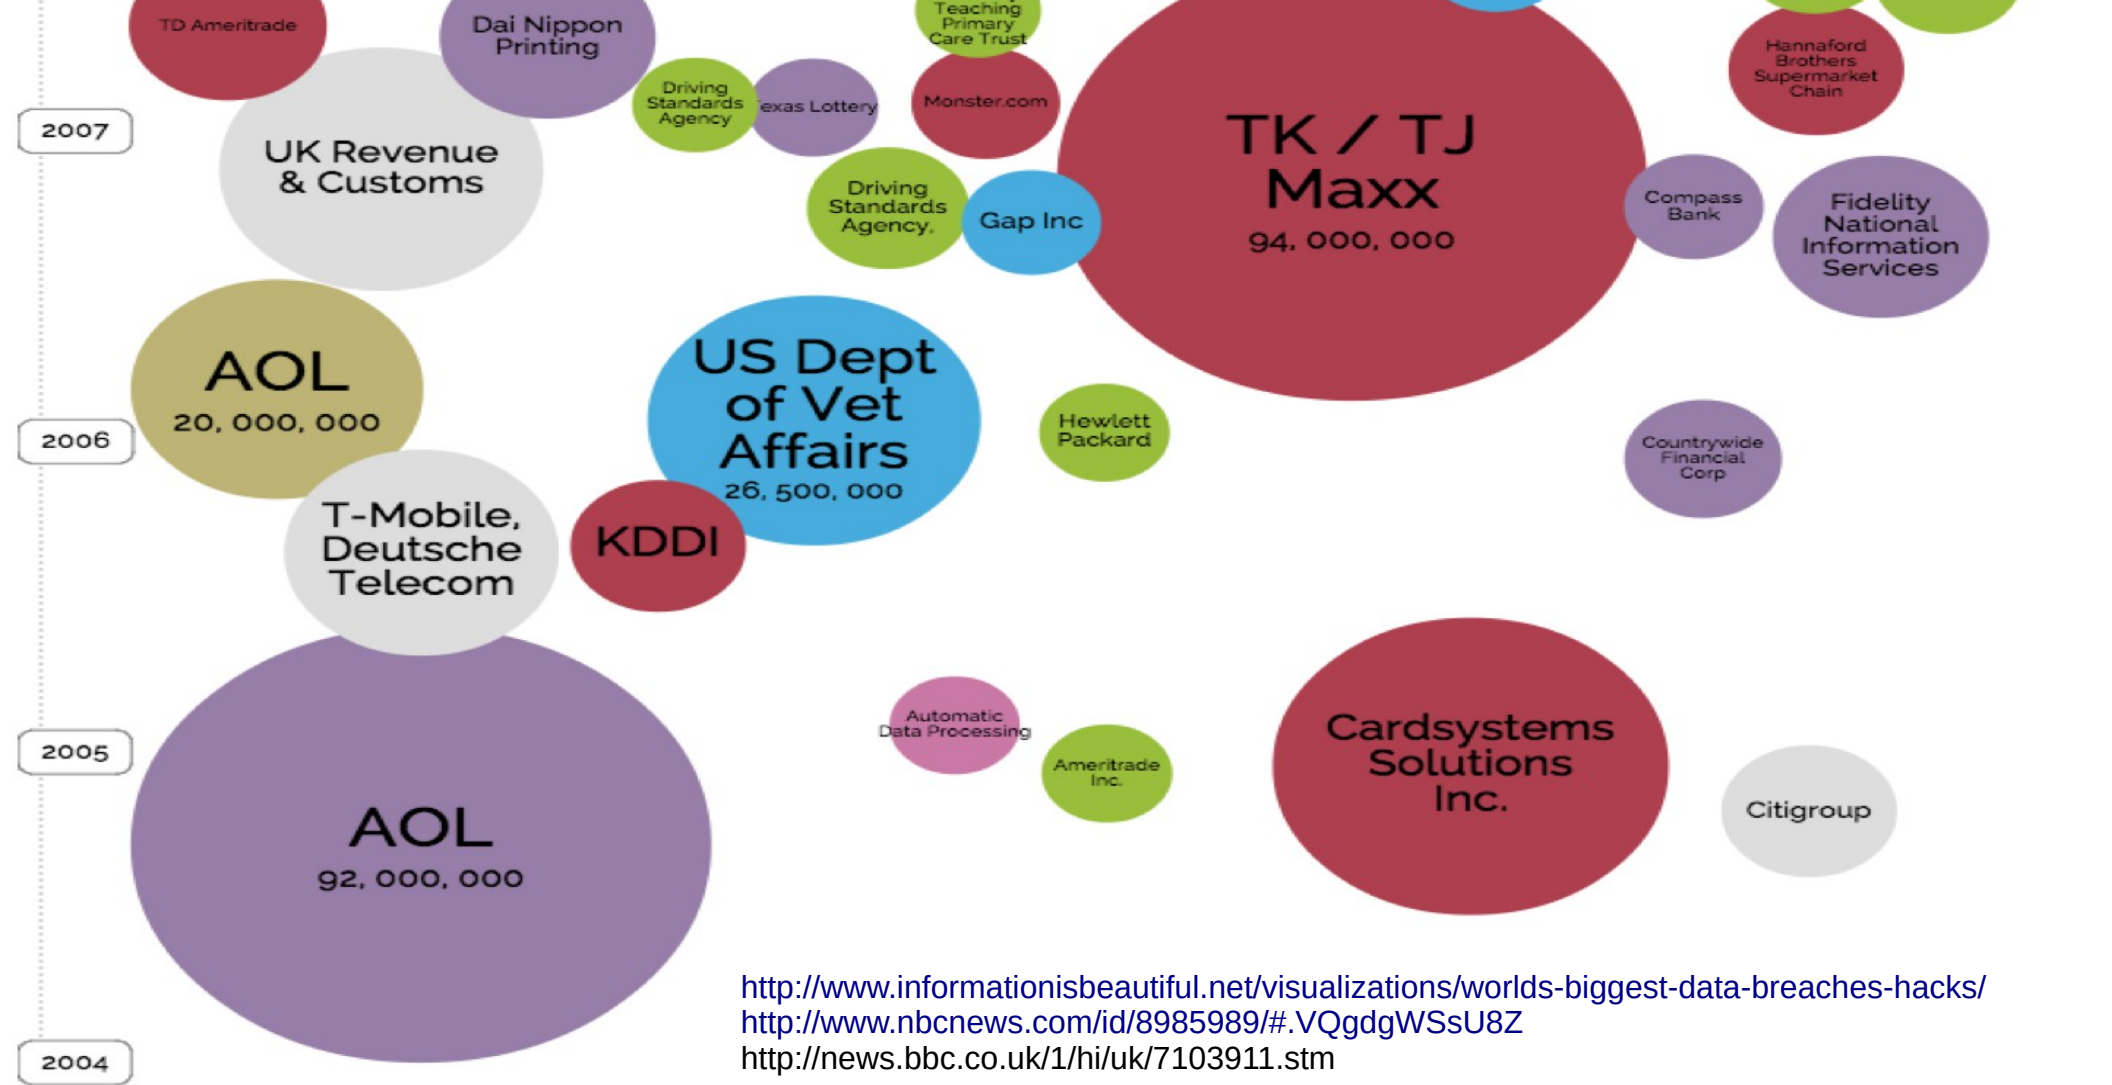 TD Ameritrade
Dai Nippon
Printing
Teaching
Primary
Care Trust
Hannaford
Brothers
Supermarket
Chain
2007
UK Revenue
& Customs
Driving
Standards
Agency
exas Lottery
Monster.com
TK / TJ
Maxx
94, 000, 000
Driving
Standards
Agency,
Gap Inc
Compass
Bank
Fidelity
National
Information
Services
AOL
20, 000, 000
US Dept
of Vet
Affairs
26, 500, 000
2006
Hewlett
Packard
Countrywide
Financial
Corp
T-Mobile,
Deutsche
Telecom
KDDI
2005
Automatic
Data Processing
Ameritrade
Inc.
Cardsystems
Solutions
Inc.
Citigroup
AOL
92, 000, 000
2004
http://www.informationisbeautiful.net/visualizations/worlds-biggest-data-breaches-hacks/
http://www.nbcnews.com/id/8985989/#.VQgdgWSsU8Z
http://news.bbc.co.uk/1/hi/uk/7103911.stm